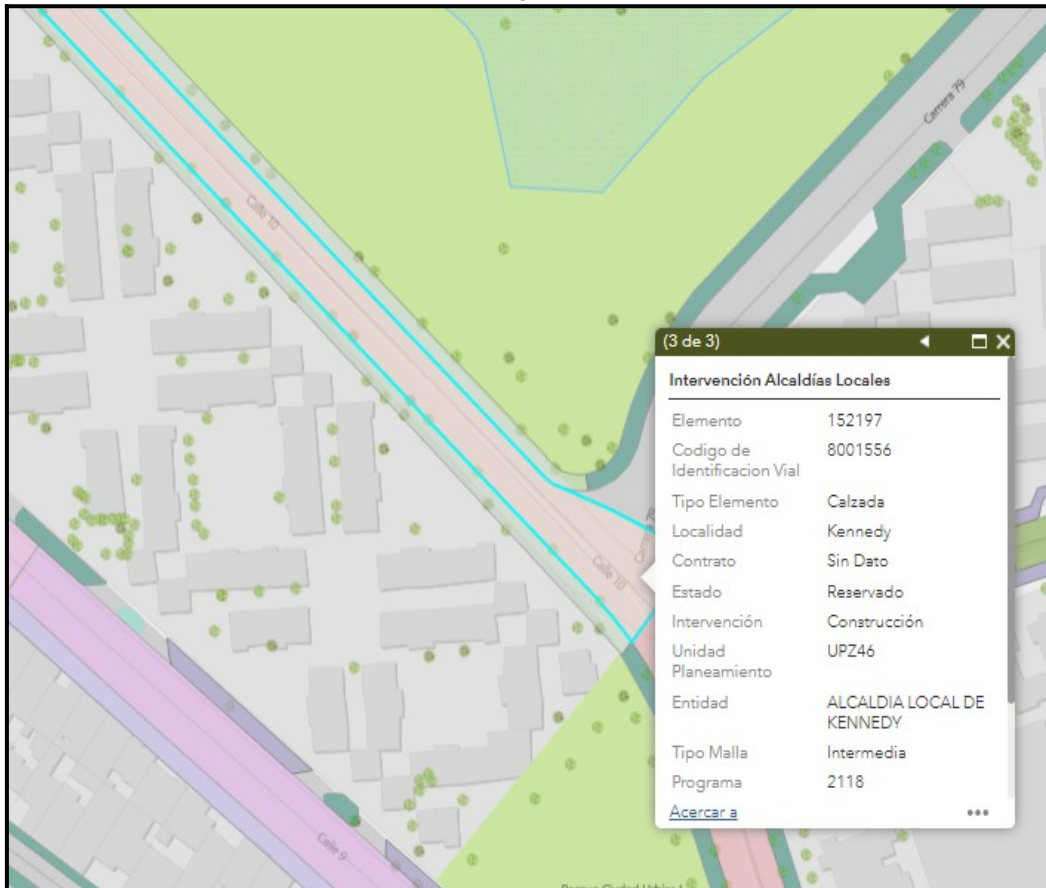 Carrera 79
Calle 10
(3 de 3)
Intervención Alcaldías Locales
Elemento 152197
Codigo de
Identificacion Vial 8001556
Tipo Elemento Calzada
Localidad Kennedy
Contrato Sin Dato
Estado Reservado
Intervención Construcción
Unidad
Planeamiento UPZ46
Entidad ALCALDIA LOCAL DE
KENNEDY
Tipo Malla Intermedia
Programa 2118
Acercar a
Calle 10
Calle 9